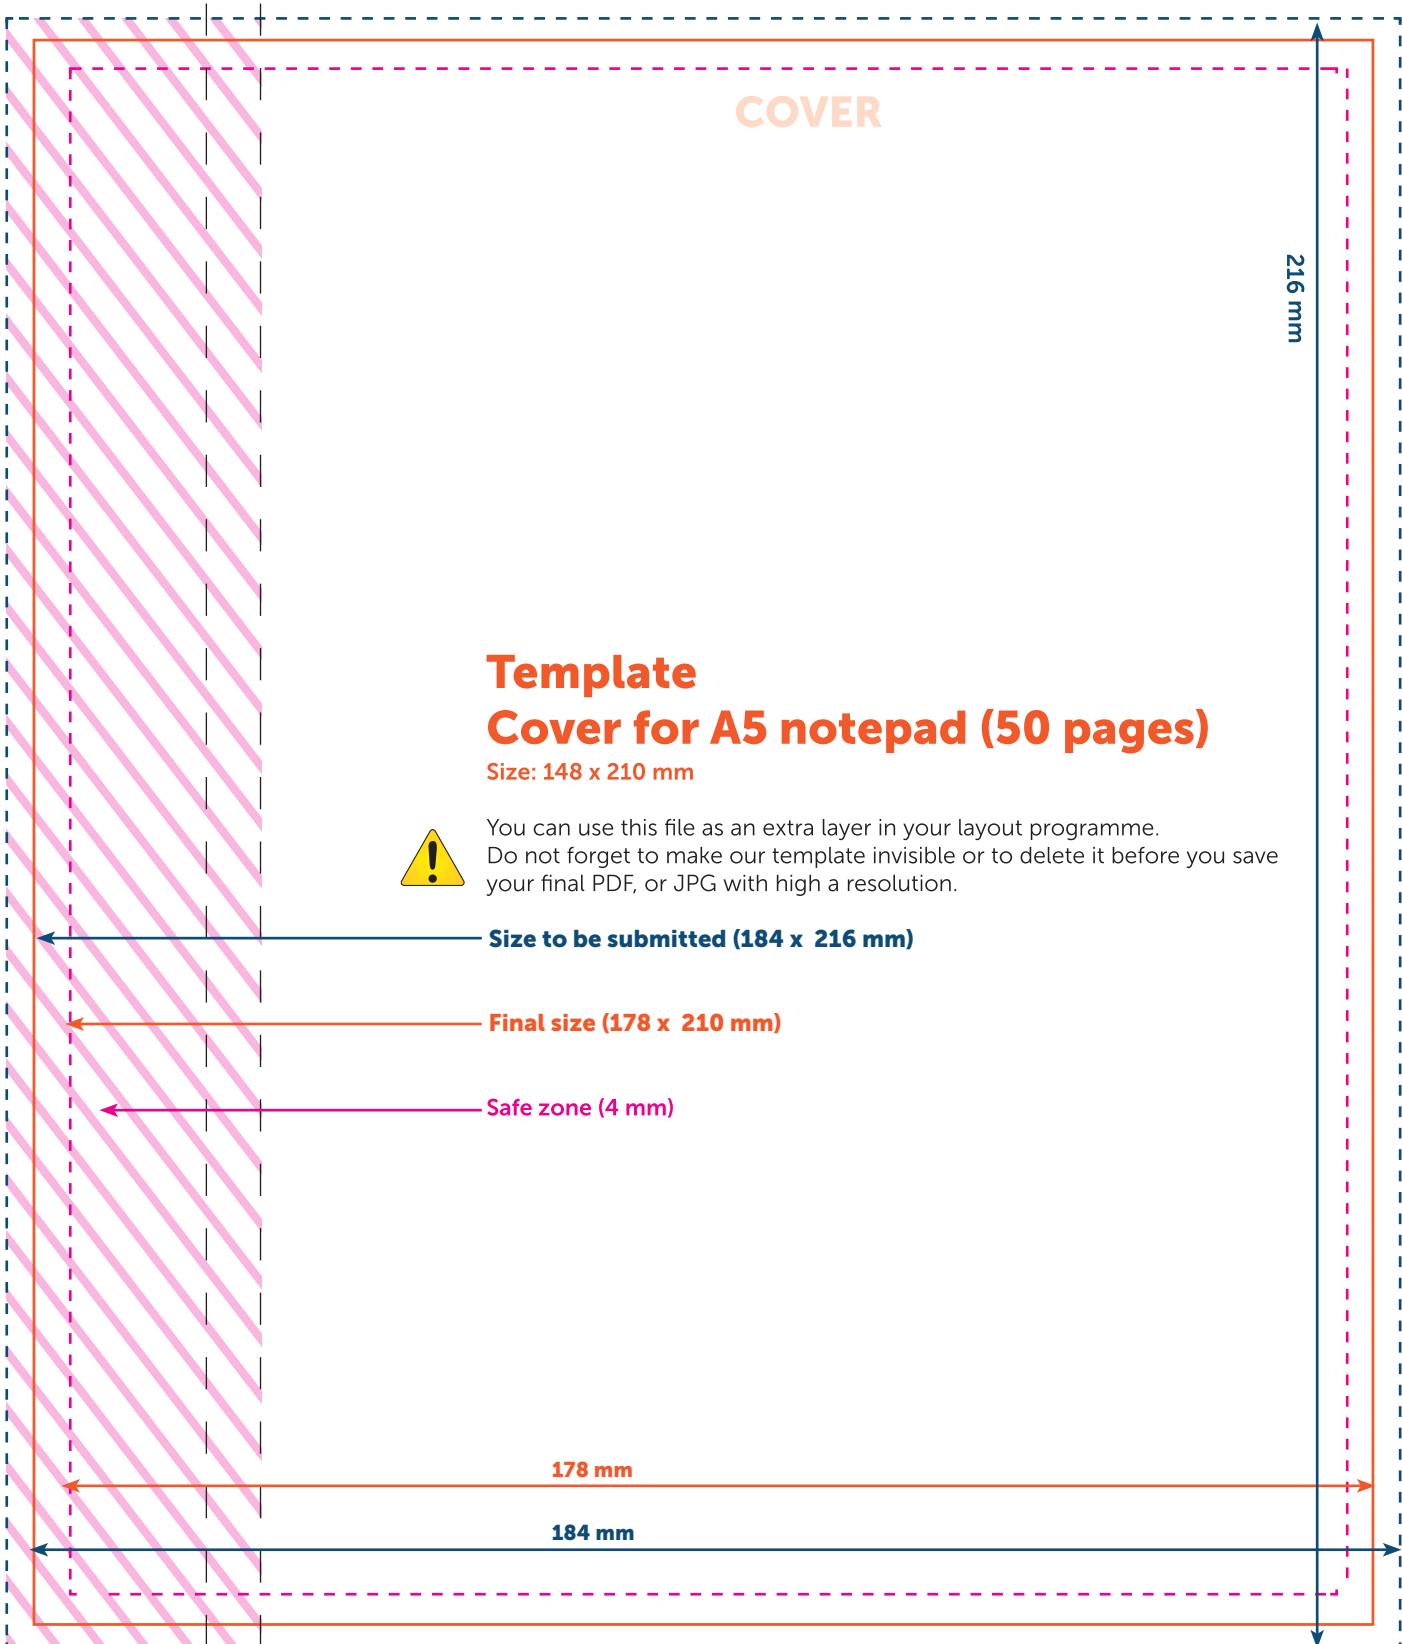 COVER
216 mm
Template
Cover for A5 notepad (50 pages)
Size: 148 x 210 mm
You can use this file as an extra layer in your layout programme.
Do not forget to make our template invisible or to delete it before you save
your final PDF, or JPG with high a resolution.
Size to be submitted (184 x 216 mm)
Final size (178 x 210 mm)
Safe zone (4 mm)
178 mm
184 mm